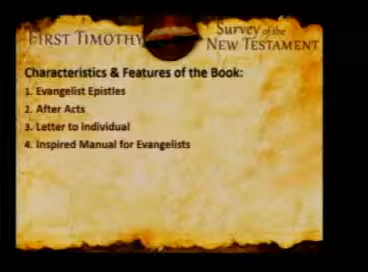 FIRST TIMOTHY
Survey of the
NEW TESTAMENT
Characteristics & Features of the Book:
1. Evangelist Epistles
2. After Acts
3. Letter to individual
4. Inspired Manual for Evangelists